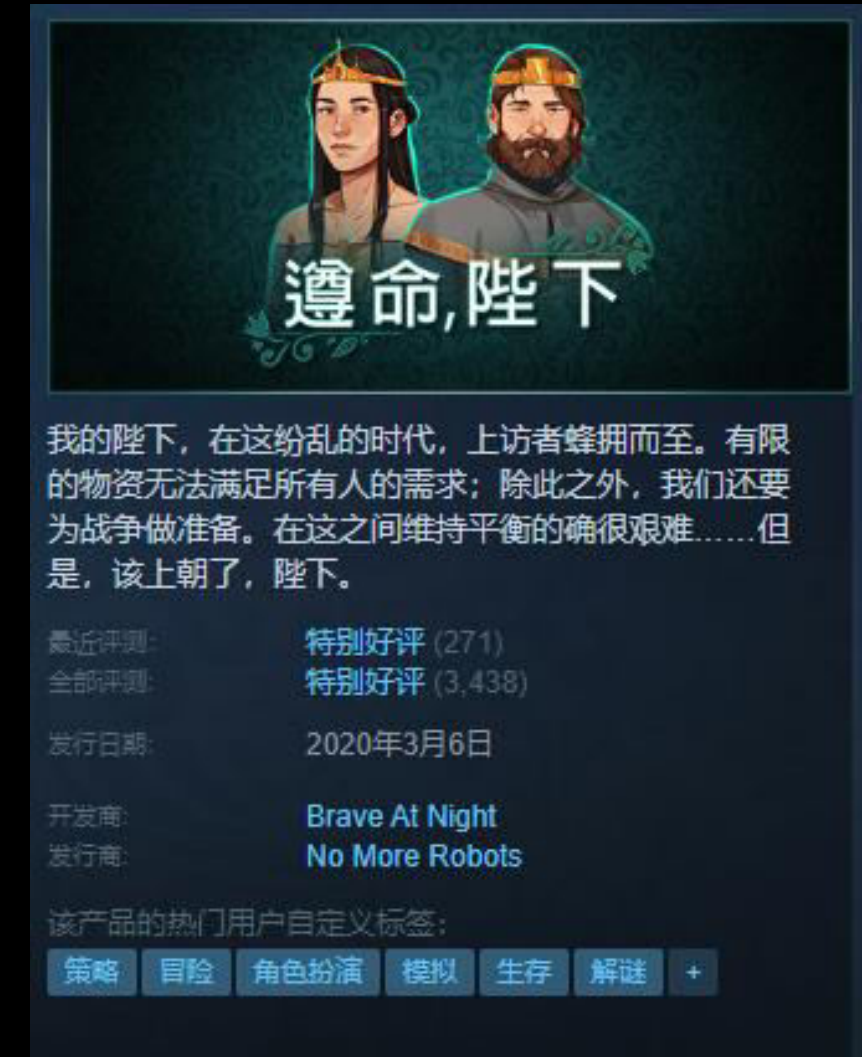 遵命,陛下
我的陛下，在这纷乱的时代，上访者蜂拥而至。有限
的物资无法满足所有人的需求；除此之外，我们还要
为战争做准备。在这之间维持平衡的确很艰难……但
是，该上朝了，陛下。
最近评测: 特别好评 (271)
全部评测: 特别好评 (3,438)
发行日期: 2020年3月6日
开发商: Brave At Night
发行商: No More Robots
该产品的热门用户自定义标签：
策略 冒险 角色扮演 模拟 生存 解谜 +